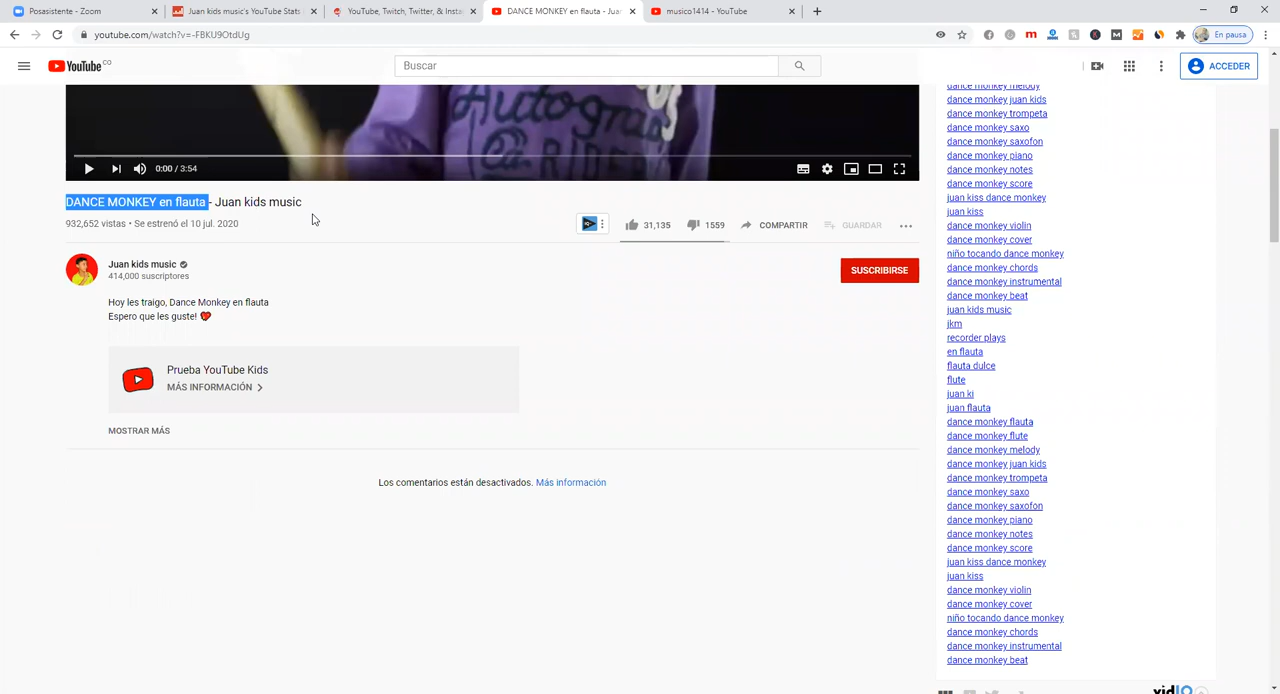 Posasistente - Zoom
Juan kids music's YouTube Stats
YouTube, Twitch, Twitter, & Insta
DANCE MONKEY en flauta - Jua
musico1414 - YouTube
youtube.com/watch?v=-FBKU9OtdUg
En pausa
YouTube CO
Buscar
ACCEDER
Autogra
0:00 / 3:54
DANCE MONKEY en flauta - Juan kids music
932,652 vistas • Se estrenó el 10 jul. 2020
31,135
1559
COMPARTIR
GUARDAR
Juan kids music
414,000 suscriptores
SUSCRIBIRSE
Hoy les traigo, Dance Monkey en flauta
Espero que les guste!
Prueba YouTube Kids
MÁS INFORMACIÓN
MOSTRAR MÁS
Los comentarios están desactivados. Más información
dance monkey melody
dance monkey juan kids
dance monkey trompeta
dance monkey saxo
dance monkey saxofon
dance monkey piano
dance monkey notes
dance monkey score
juan kiss dance monkey
juan kiss
dance monkey violin
dance monkey cover
niño tocando dance monkey
dance monkey chords
dance monkey instrumental
dance monkey beat
juan kids music
jkm
recorder plays
en flauta
flauta dulce
flute
juan ki
juan flauta
dance monkey flauta
dance monkey flute
dance monkey melody
dance monkey juan kids
dance monkey trompeta
dance monkey saxo
dance monkey saxofon
dance monkey piano
dance monkey notes
dance monkey score
juan kiss dance monkey
juan kiss
dance monkey violin
dance monkey cover
niño tocando dance monkey
dance monkey chords
dance monkey instrumental
dance monkey beat
vidIQ